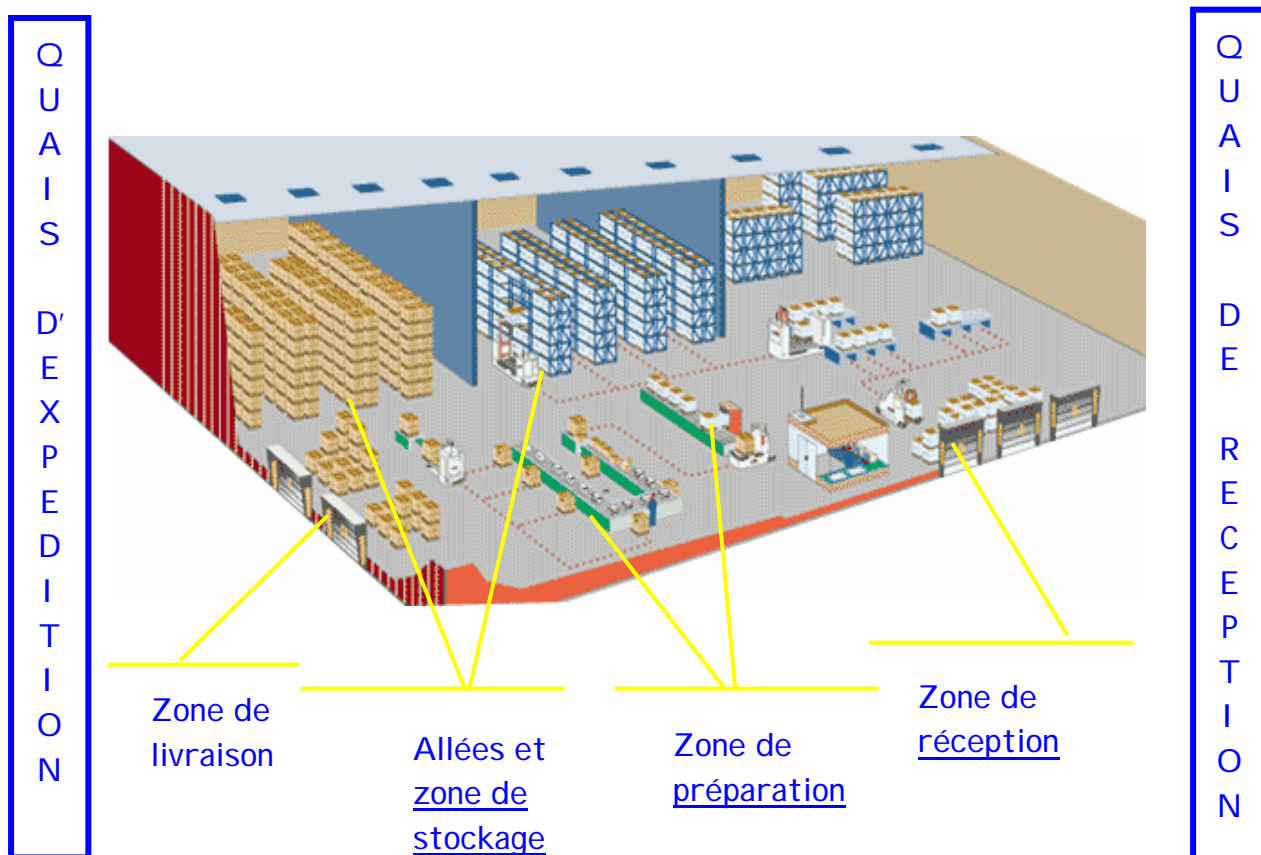 QUAIS D'EXPEDITION
QUAIS DE RECEPTION
Zone de
livraison
Allées et
zone de
stockage
Zone de
préparation
Zone de
réception